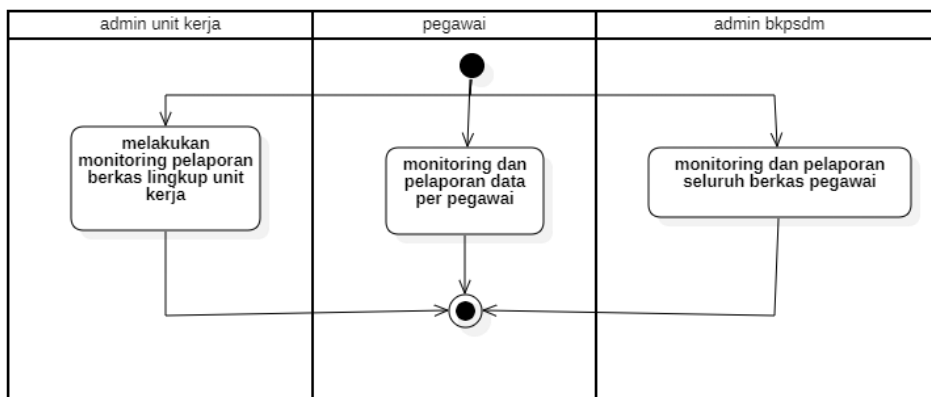 admin unit kerja
pegawai
admin bkpsdm
melakukan
monitoring pelaporan
berkas lingkup unit
kerja
monitoring dan
pelaporan data
per pegawai
monitoring dan pelaporan
seluruh berkas pegawai